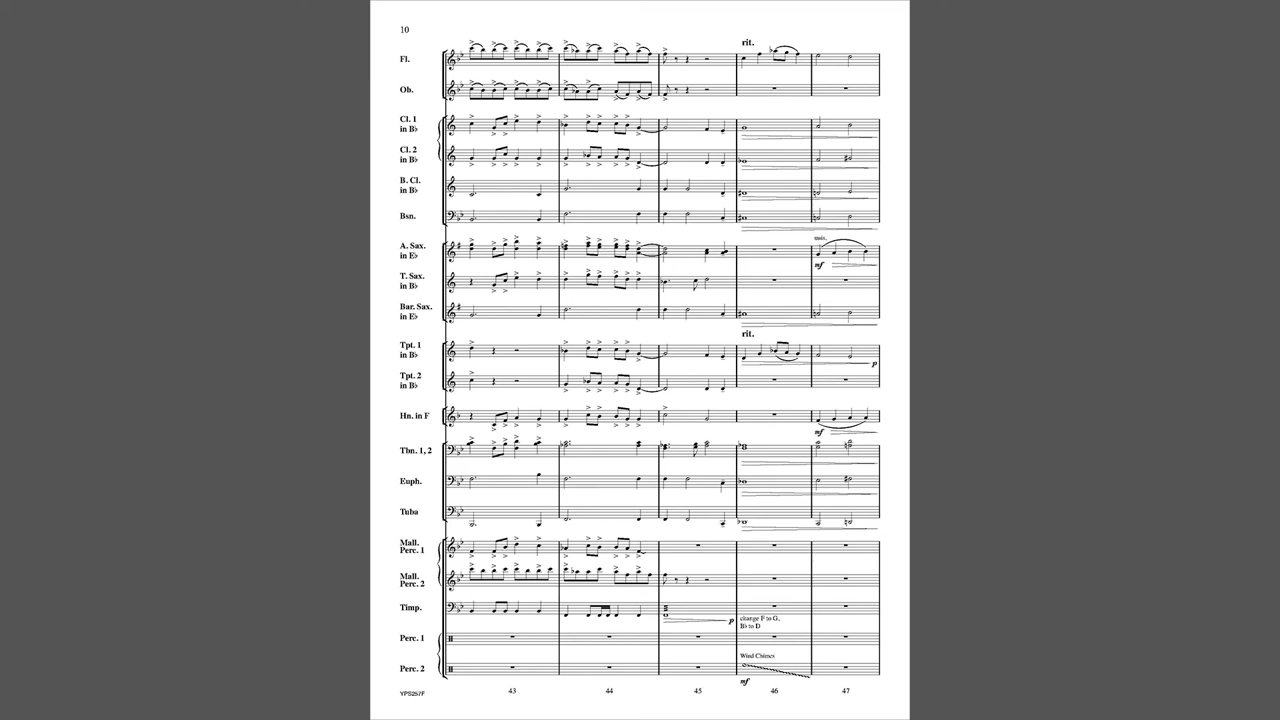 10
rit.
Fl.
Ob.
Cl. 1
in B♭
Cl. 2
in B♭
B. Cl.
in B♭
Bsn.
A. Sax.
in E♭
unis.
mf
T. Sax.
in B♭
Bar. Sax.
in E♭
rit.
Tpt. 1
in B♭
p
Tpt. 2
in B♭
Hn. in F
mf
Tbn. 1, 2
Euph.
Tuba
Mall.
Perc. 1
Mall.
Perc. 2
Timp.
p
change F to G,
B♭ to D
Perc. 1
Wind Chimes
Perc. 2
mf
YPS257F
43 44 45 46 47